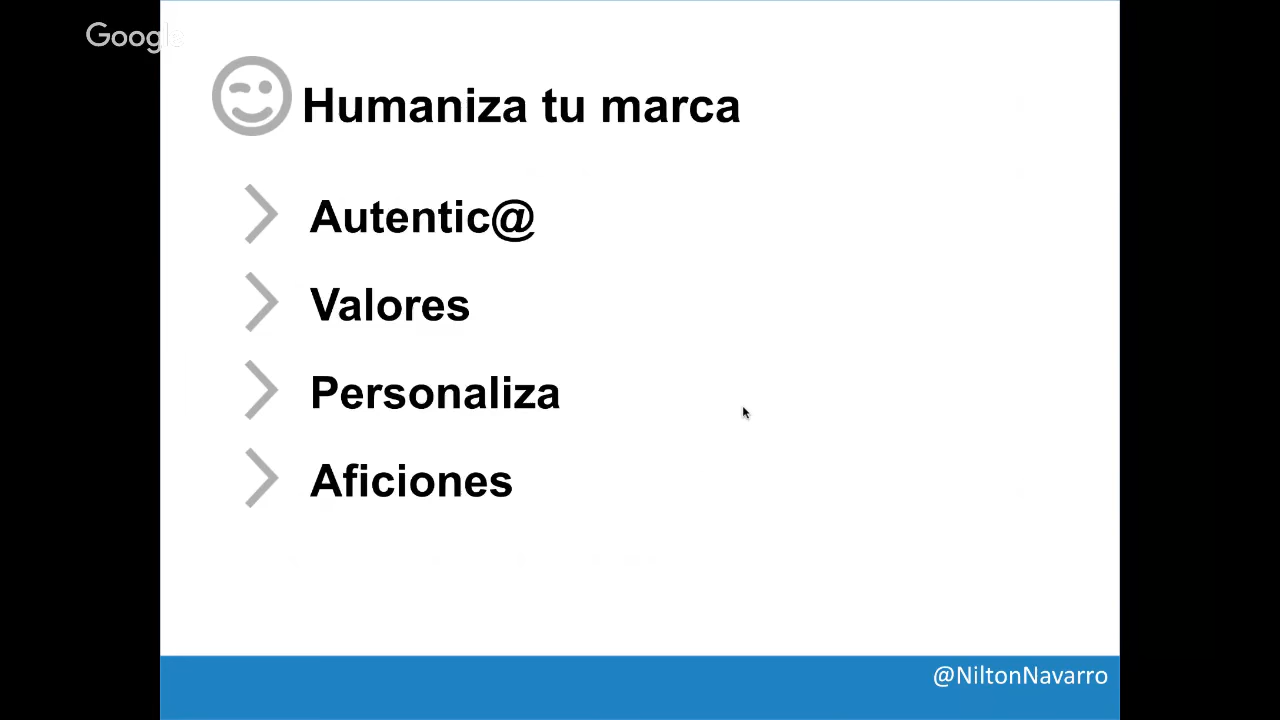 Google
Humaniza tu marca
Autentic@
Valores
Personaliza
Aficiones
@NiltonNavarro